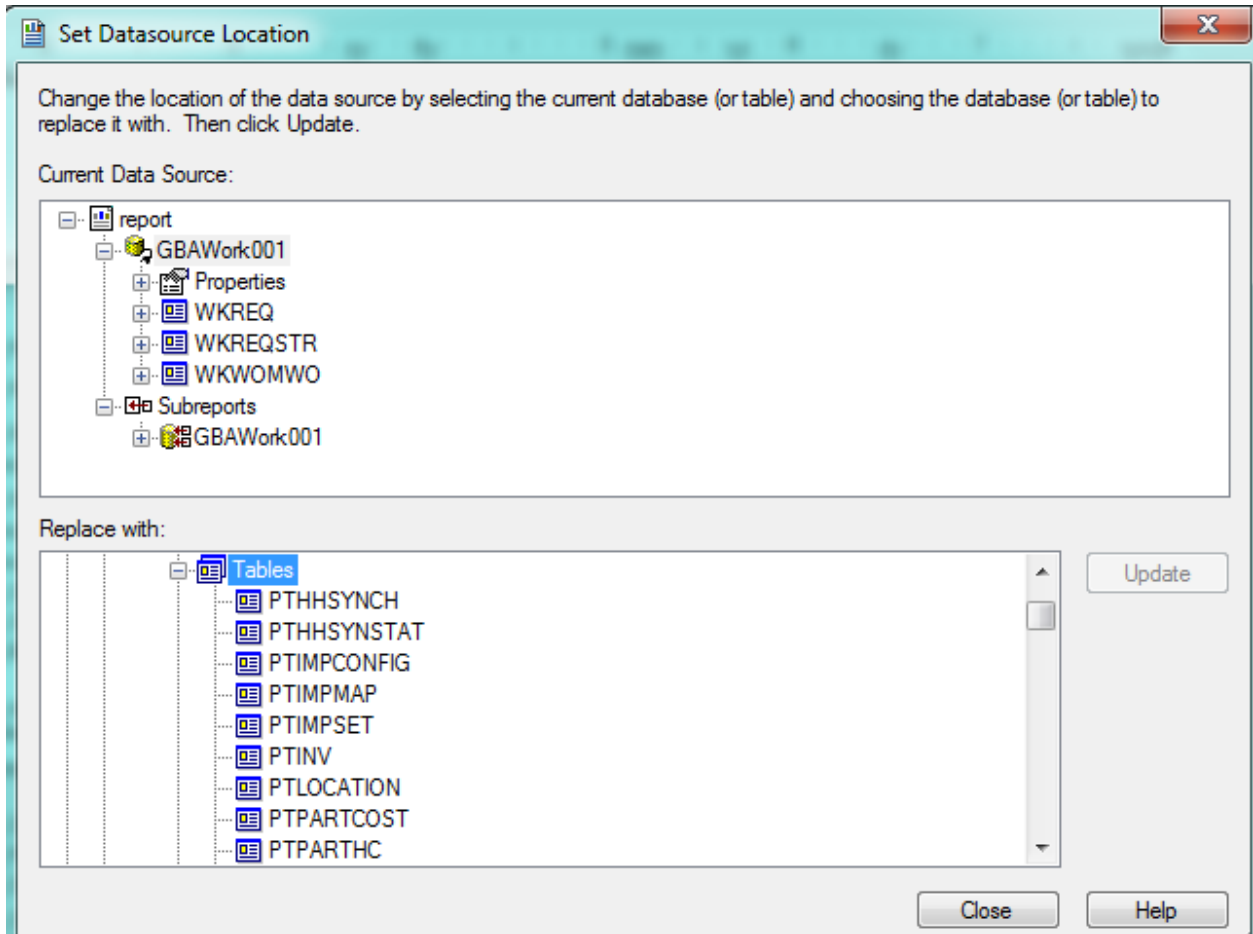 Set Datasource Location
Change the location of the data source by selecting the current database (or table) and choosing the database (or table) to
replace it with. Then click Update.
Current Data Source:
report
GBAWork001
Properties
WKREQ
WKREQSTR
WKWOMWO
Subreports
GBAWork001
Replace with:
Tables
Update
PTHHSYNCH
PTHHSYNSTAT
PTIMPCONFIG
PTIMPMAP
PTIMPSET
PTINV
PTLOCATION
PTPARTCOST
PTPARTHC
Close
Help